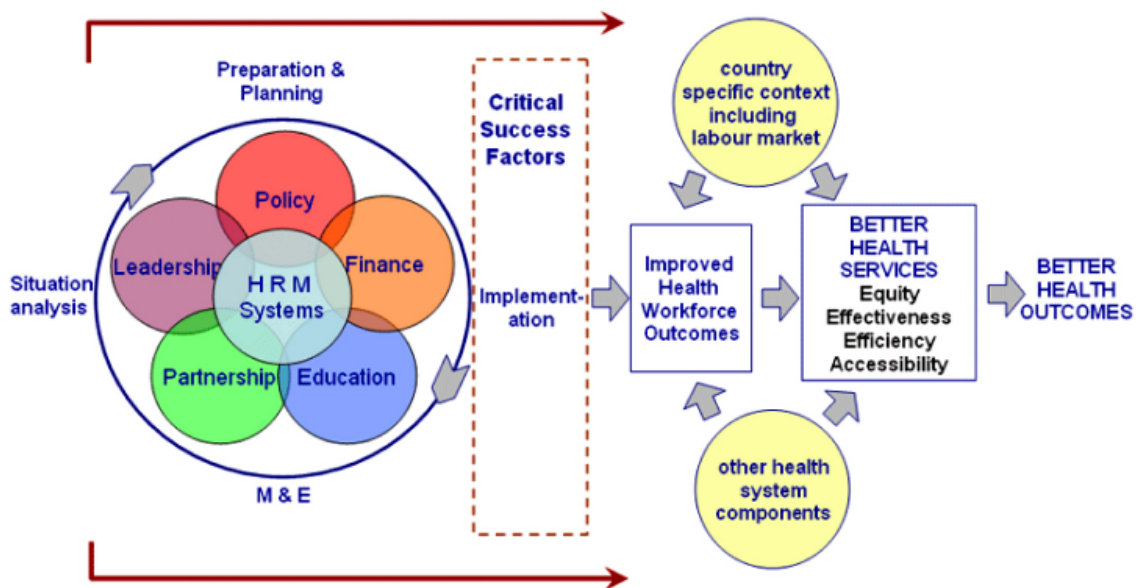 Preparation &
Planning
Situation
analysis
Policy
Leadership
Finance
H R M
Systems
Partnership
Education
M & E
Critical
Success
Factors
Implement-
ation
country
specific context
including
labour market
Improved
Health
Workforce
Outcomes
BETTER
HEALTH
SERVICES
Equity
Effectiveness
Efficiency
Accessibility
BETTER
HEALTH
OUTCOMES
other health
system
components